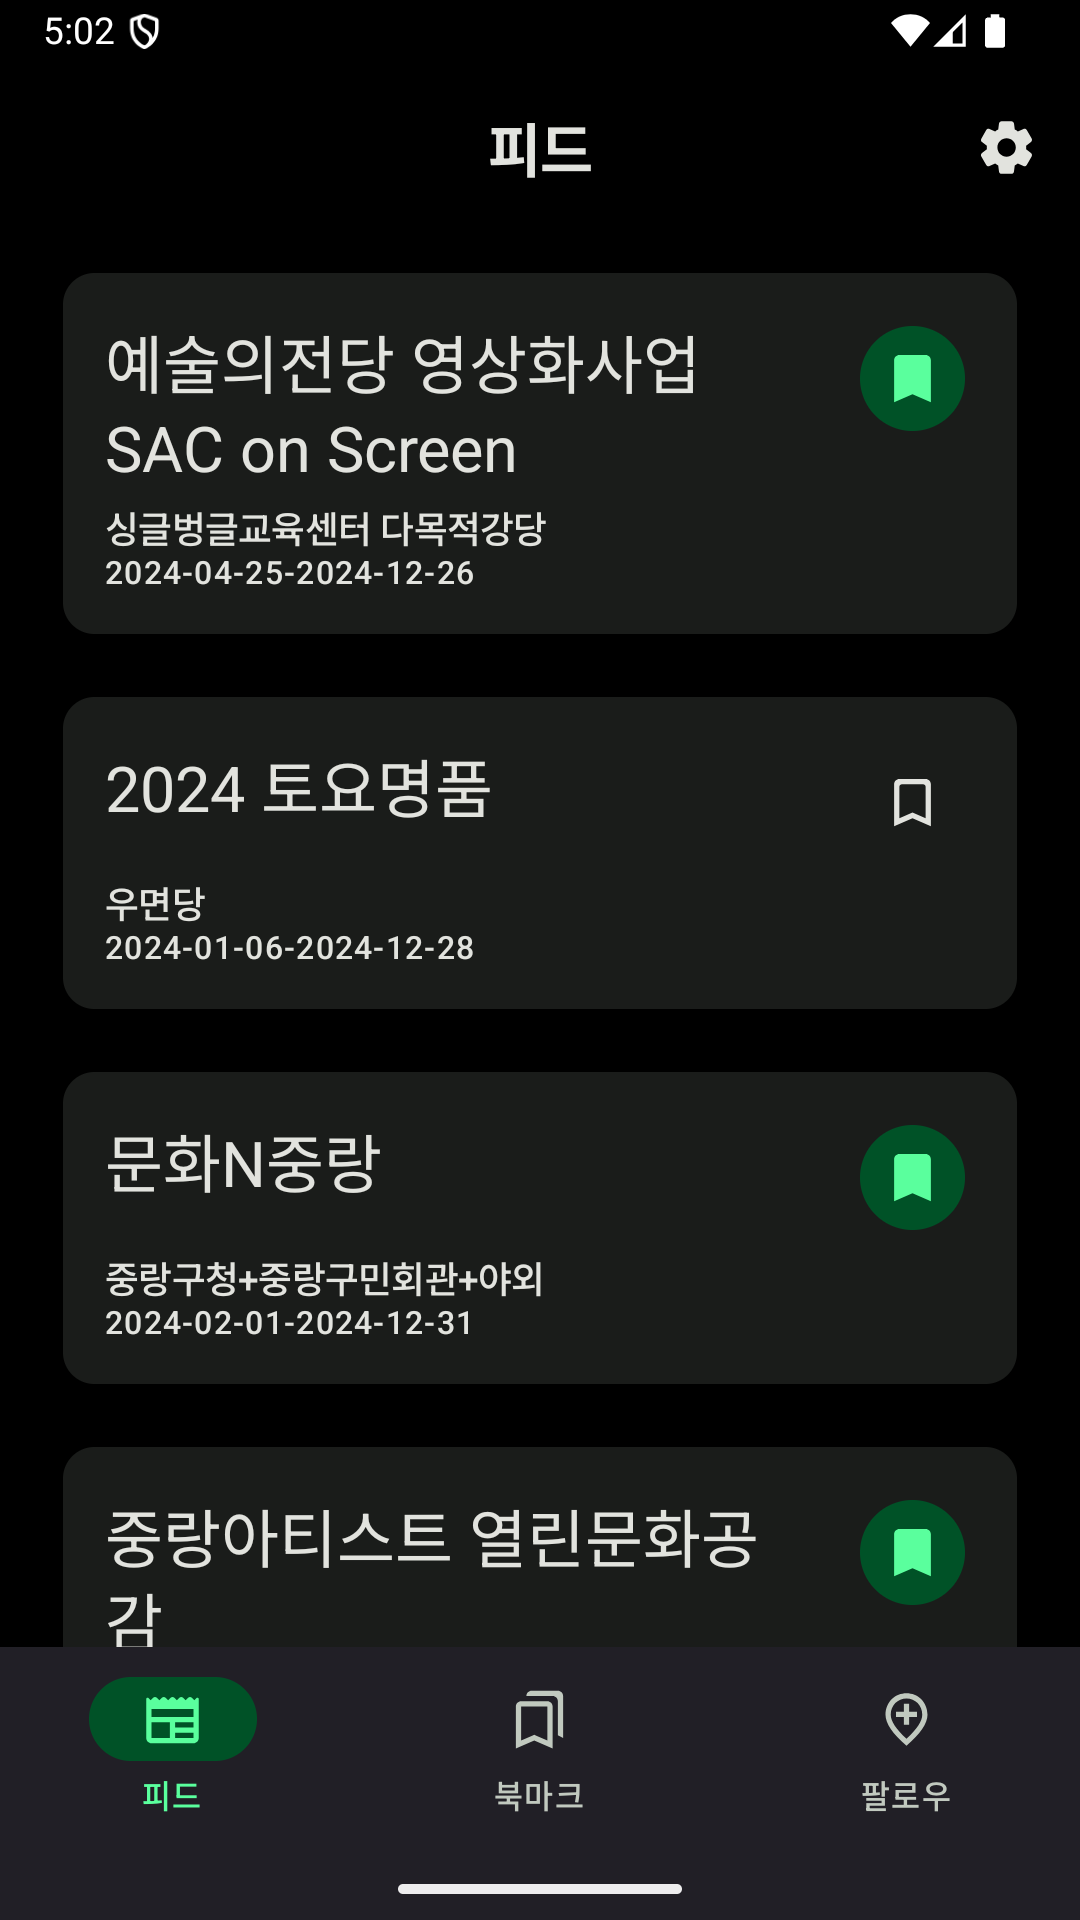 5:02
피드
예술의전당 영상화사업
SAC on Screen
싱글벙글교육센터 다목적강당
2024-04-25-2024-12-26
2024 토요명품
우면당
2024-01-06-2024-12-28
문화N중랑
중랑구청+중랑구민회관+야외
2024-02-01-2024-12-31
중랑아티스트 열린문화공
감
피드
북마크
팔로우